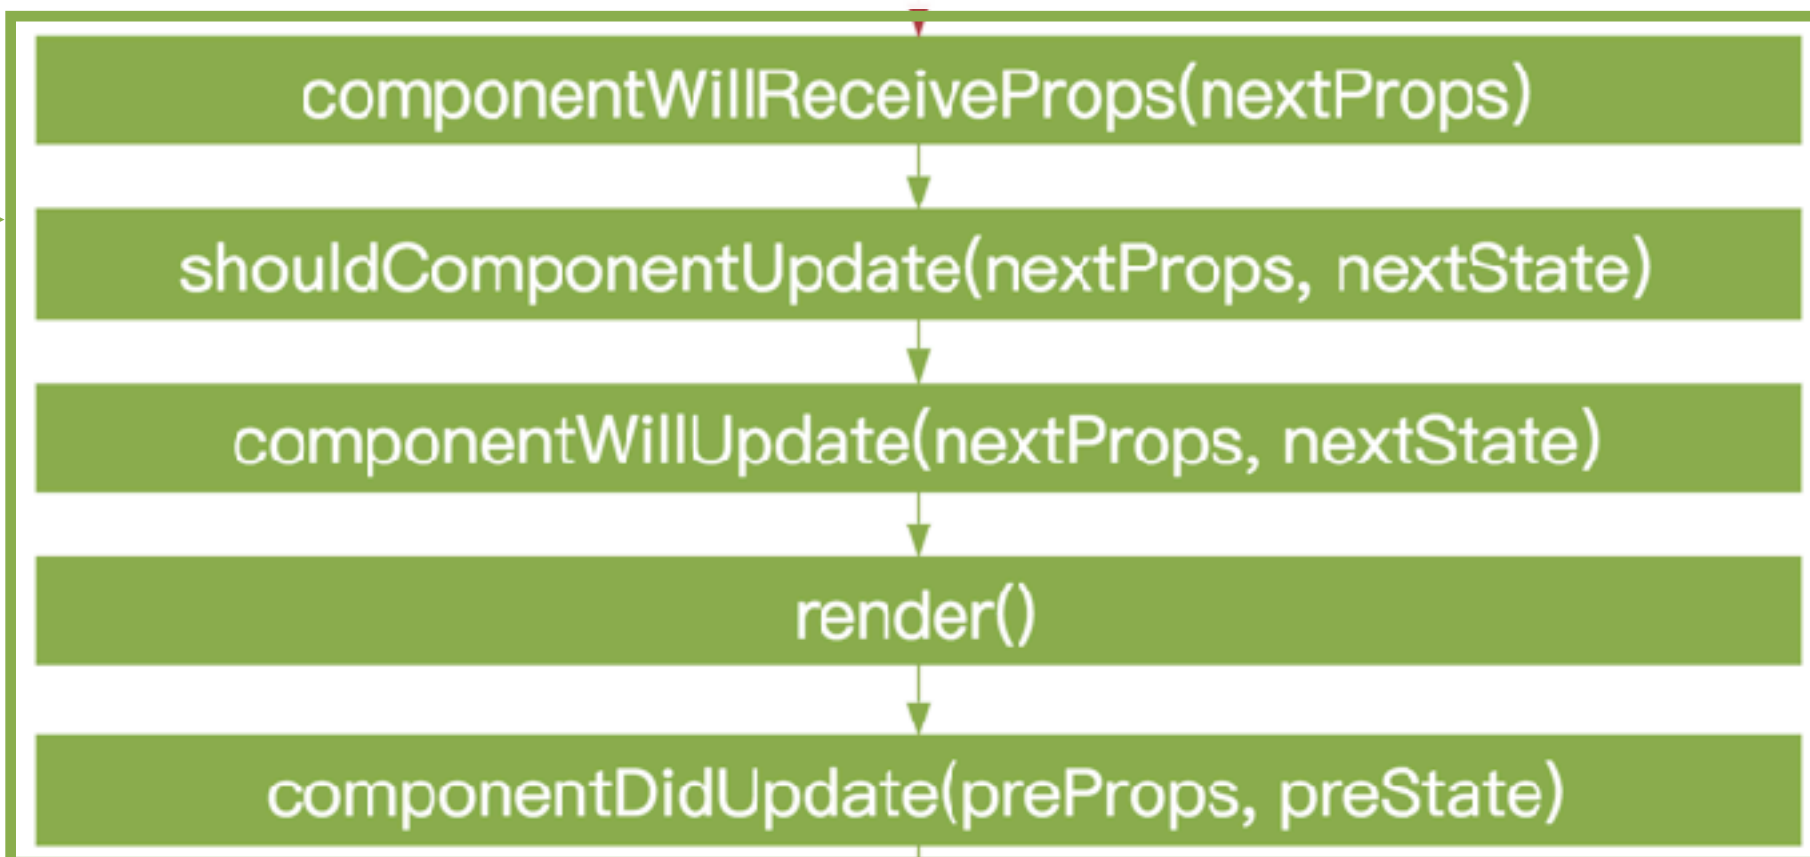 componentWillReceiveProps(nextProps)
shouldComponentUpdate(nextProps, nextState)
componentWillUpdate(nextProps, nextState)
render()
componentDidUpdate(preProps, preState)